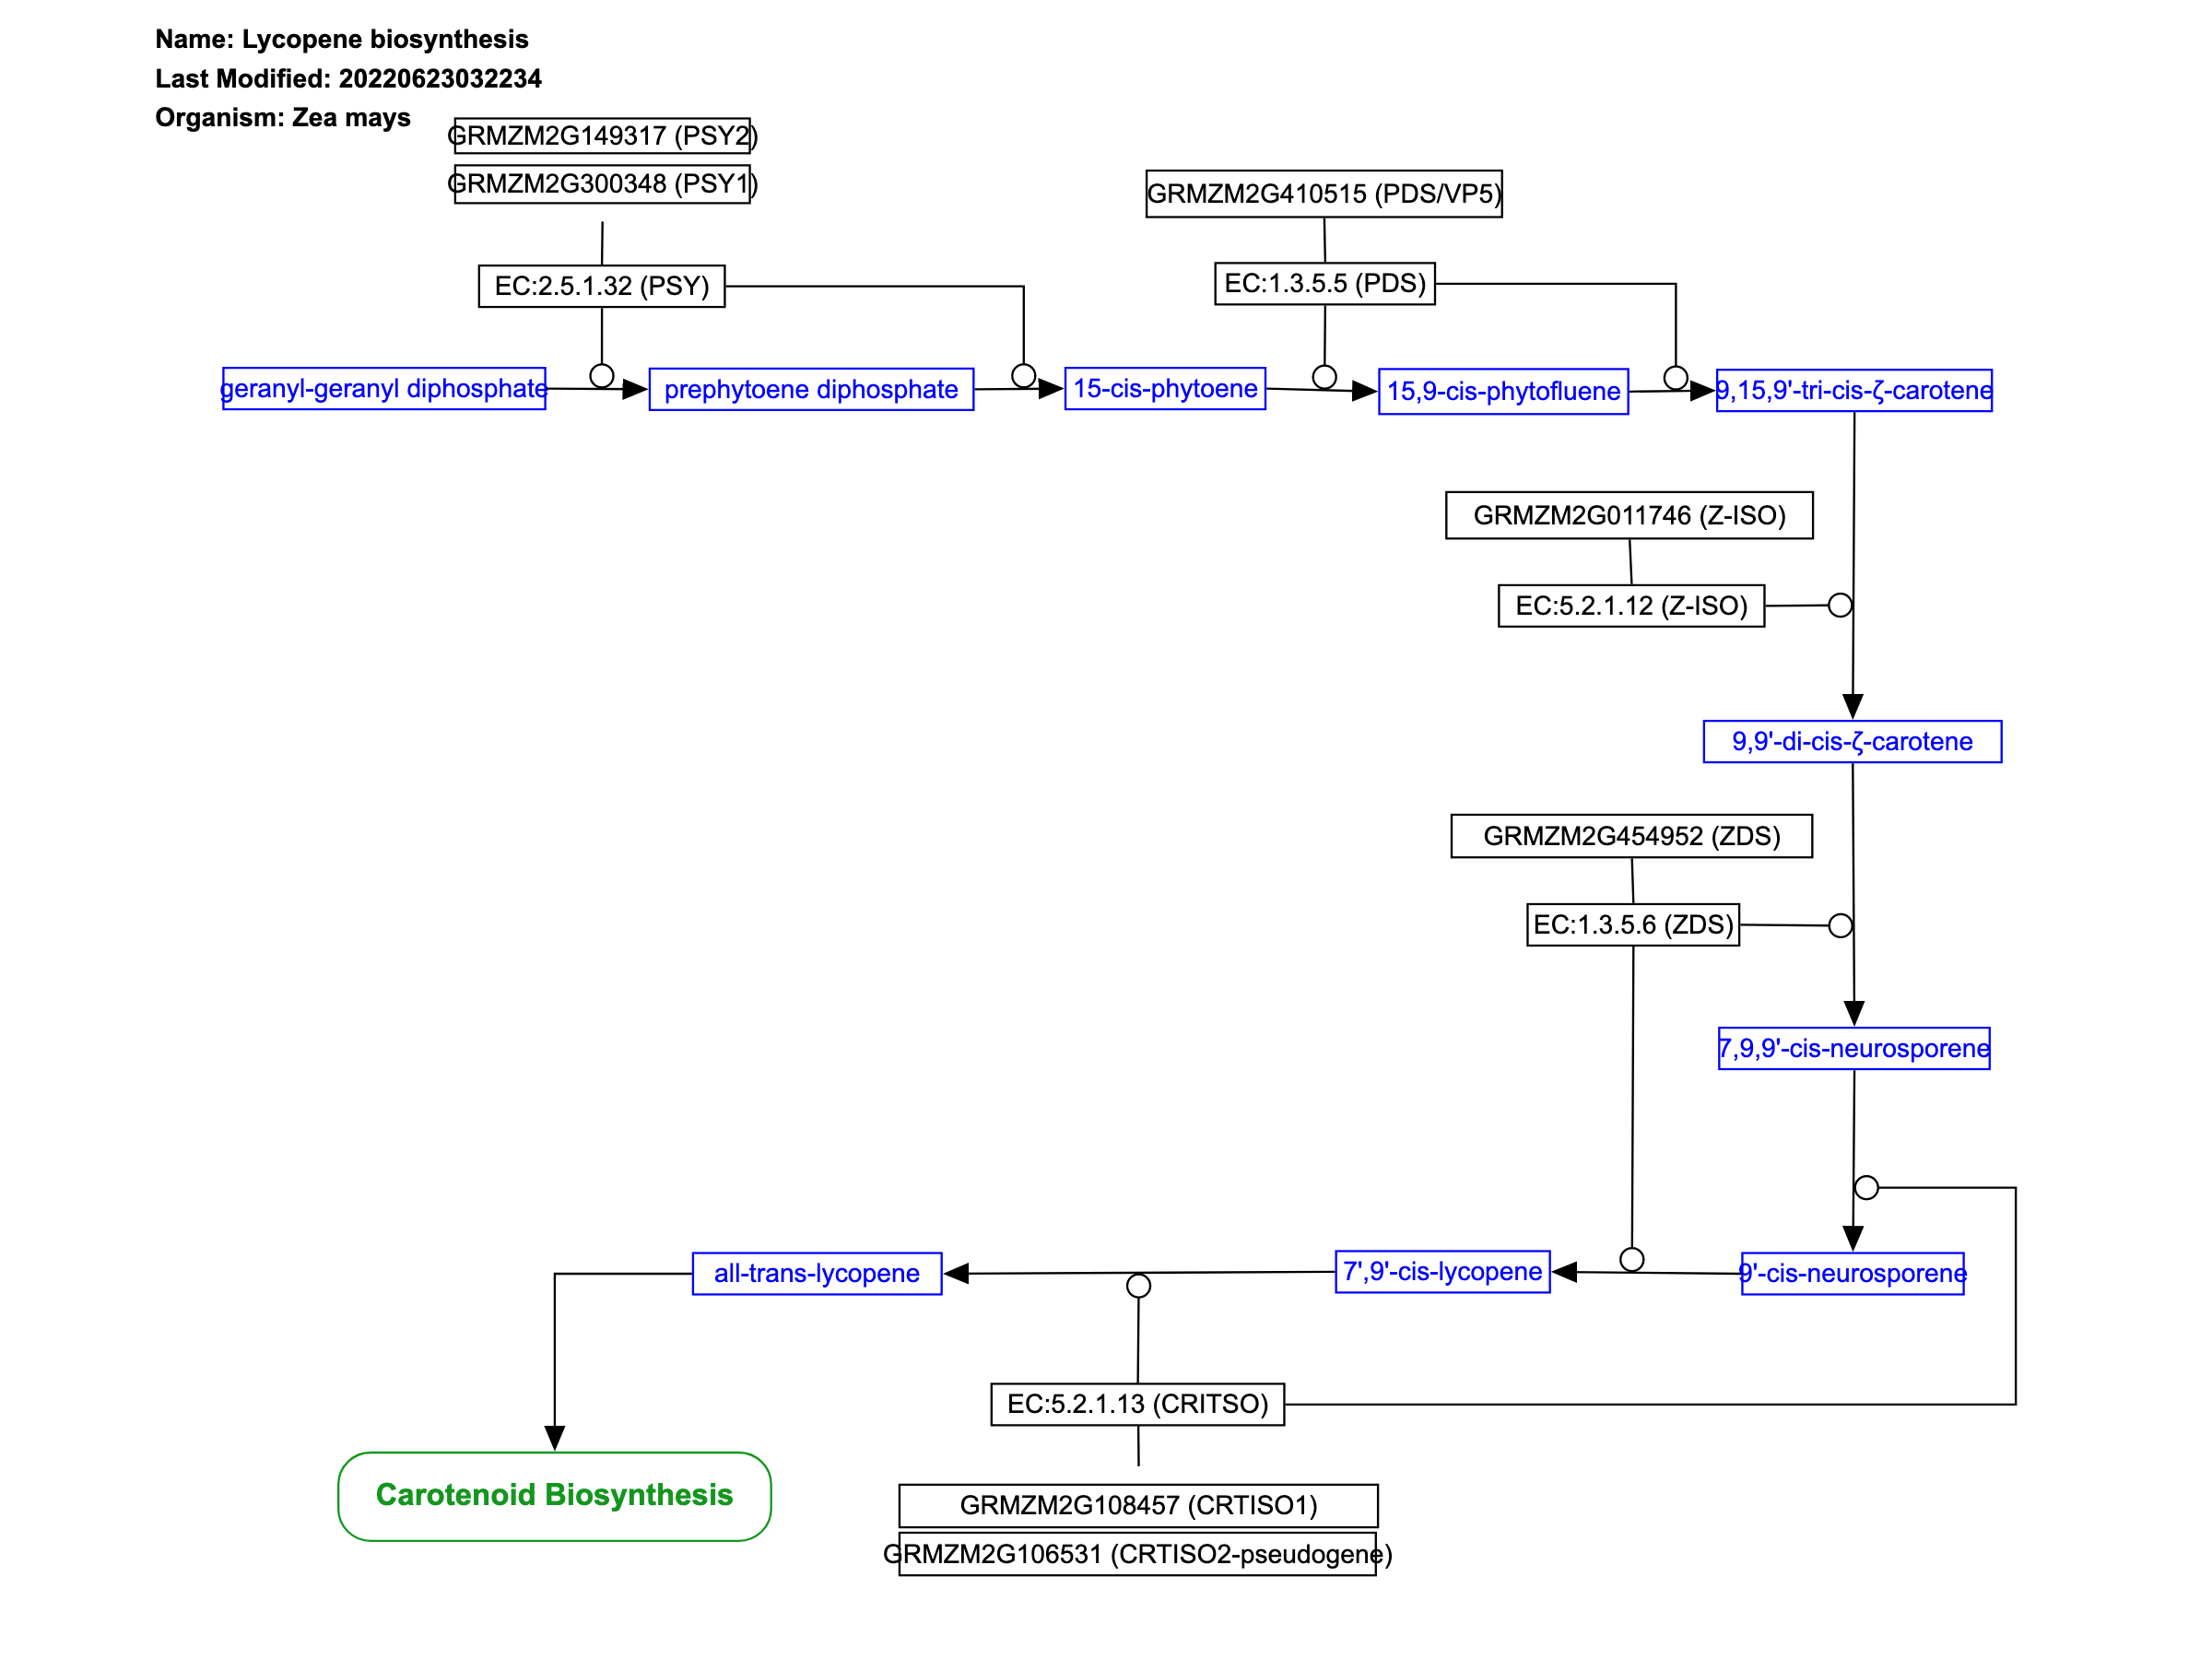 Name: Lycopene biosynthesis
Last Modified: 20220623032234
Organism: Zea mays
GRMZM2G149317 (PSY2)
GRMZM2G300348 (PSY1)
GRMZM2G410515 (PDS/VP5)
EC:2.5.1.32 (PSY)
EC:1.3.5.5 (PDS)
geranyl-geranyl diphosphate
prephytoene diphosphate
15-cis-phytoene
15,9-cis-phytofluene
9,15,9'-tri-cis-ζ-carotene
GRMZM2G011746 (Z-ISO)
EC:5.2.1.12 (Z-ISO)
9,9'-di-cis-ζ-carotene
GRMZM2G454952 (ZDS)
EC:1.3.5.6 (ZDS)
7,9,9'-cis-neurosporene
all-trans-lycopene
7',9'-cis-lycopene
9'-cis-neurosporene
EC:5.2.1.13 (CRITSO)
Carotenoid Biosynthesis
GRMZM2G108457 (CRTISO1)
GRMZM2G106531 (CRTISO2-pseudogene)